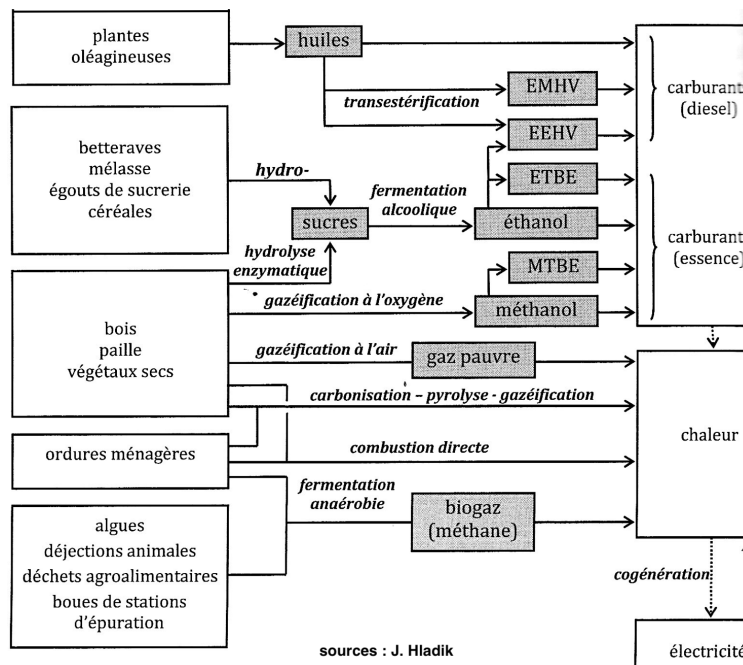 plantes
oléagineuses
huiles
transestérification
EMHV
EEHV
carburant
(diesel)
betteraves
mélasse
égouts de sucrerie
céréales
hydro-
sucres
fermentation
alcoolique
ETBE
éthanol
MTBE
méthanol
carburant
(essence)
hydrolyse
enzymatique
bois
paille
végétaux secs
gazéification à l'oxygène
gazéification à l'air
gaz pauvre
carbonisation – pyrolyse - gazéification
chaleur
ordures ménagères
combustion directe
fermentation
anaérobie
biogaz
(méthane)
algues
déjections animales
déchets agroalimentaires
boues de stations
d'épuration
cogénération
électricité
sources : J. Hladik